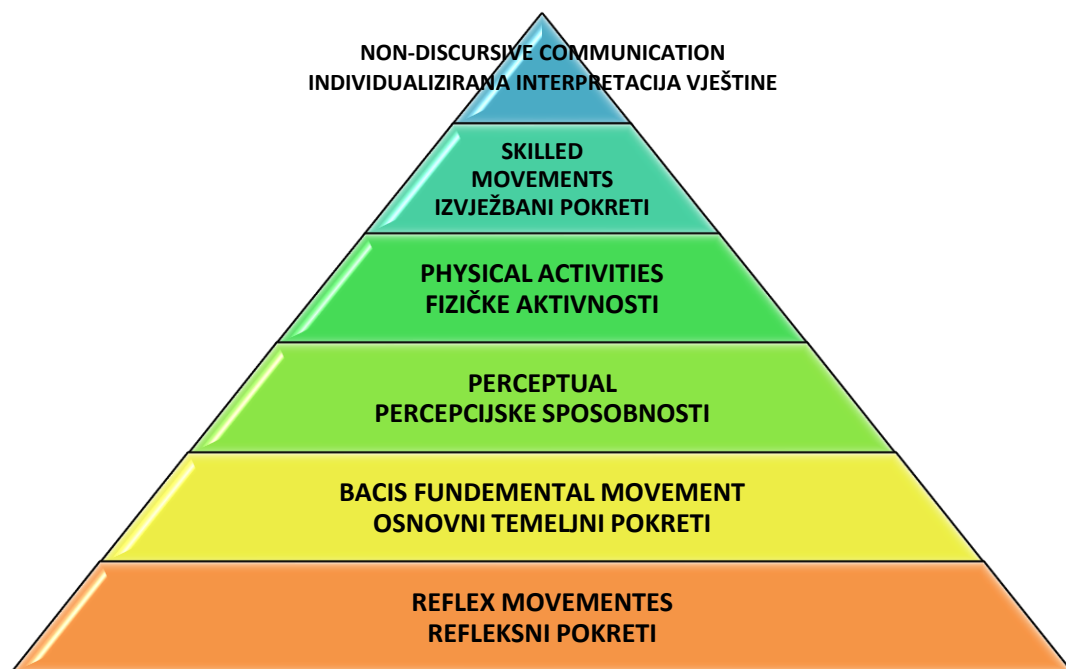 NON-DISCURSIVE COMMUNICATION
INDIVIDUALIZIRANA INTERPRETACIJA VJEŠTINE
SKILLED
MOVEMENTS
IZVJEŽBANI POKRETI
PHYSICAL ACTIVITIES
FIZIČKE AKTIVNOSTI
PERCEPTUAL
PERCEPCIJSKE SPOSOBNOSTI
BACIS FUNDEMENTAL MOVEMENT
OSNOVNI TEMELJNI POKRETI
REFLEX MOVEMENTES
REFLEKSNI POKRETI